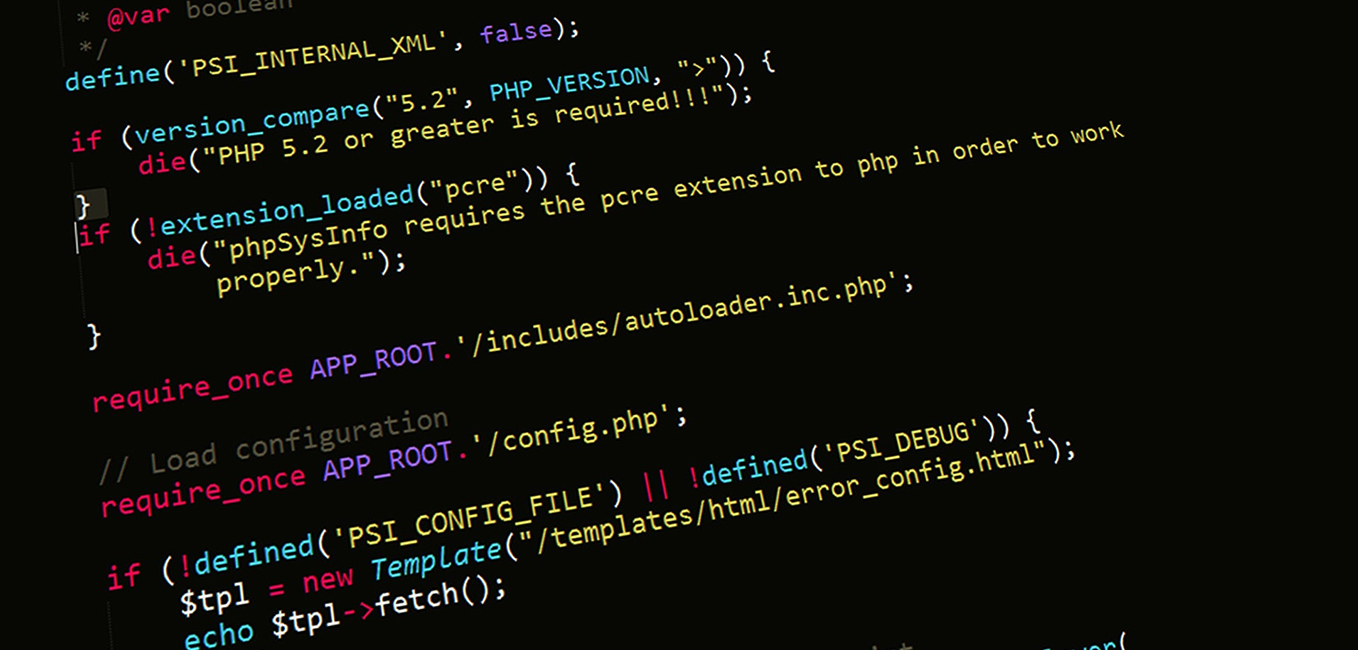 * @var boolean
*/
define('PSI_INTERNAL_XML', false);
if (version_compare("5.2", PHP_VERSION, ">")) {
die("PHP 5.2 or greater is required!!!");
}
if (!extension_loaded("pcre")) {
die("phpSysInfo requires the pcre extension to php in order to work
properly.");
}
require_once APP_ROOT.'/includes/autoloader.inc.php';
// Load configuration
require_once APP_ROOT.'/config.php';
if (!defined('PSI_CONFIG_FILE') || !defined('PSI_DEBUG')) {
$tpl = new Template("/templates/html/error_config.html");
echo $tpl->fetch();